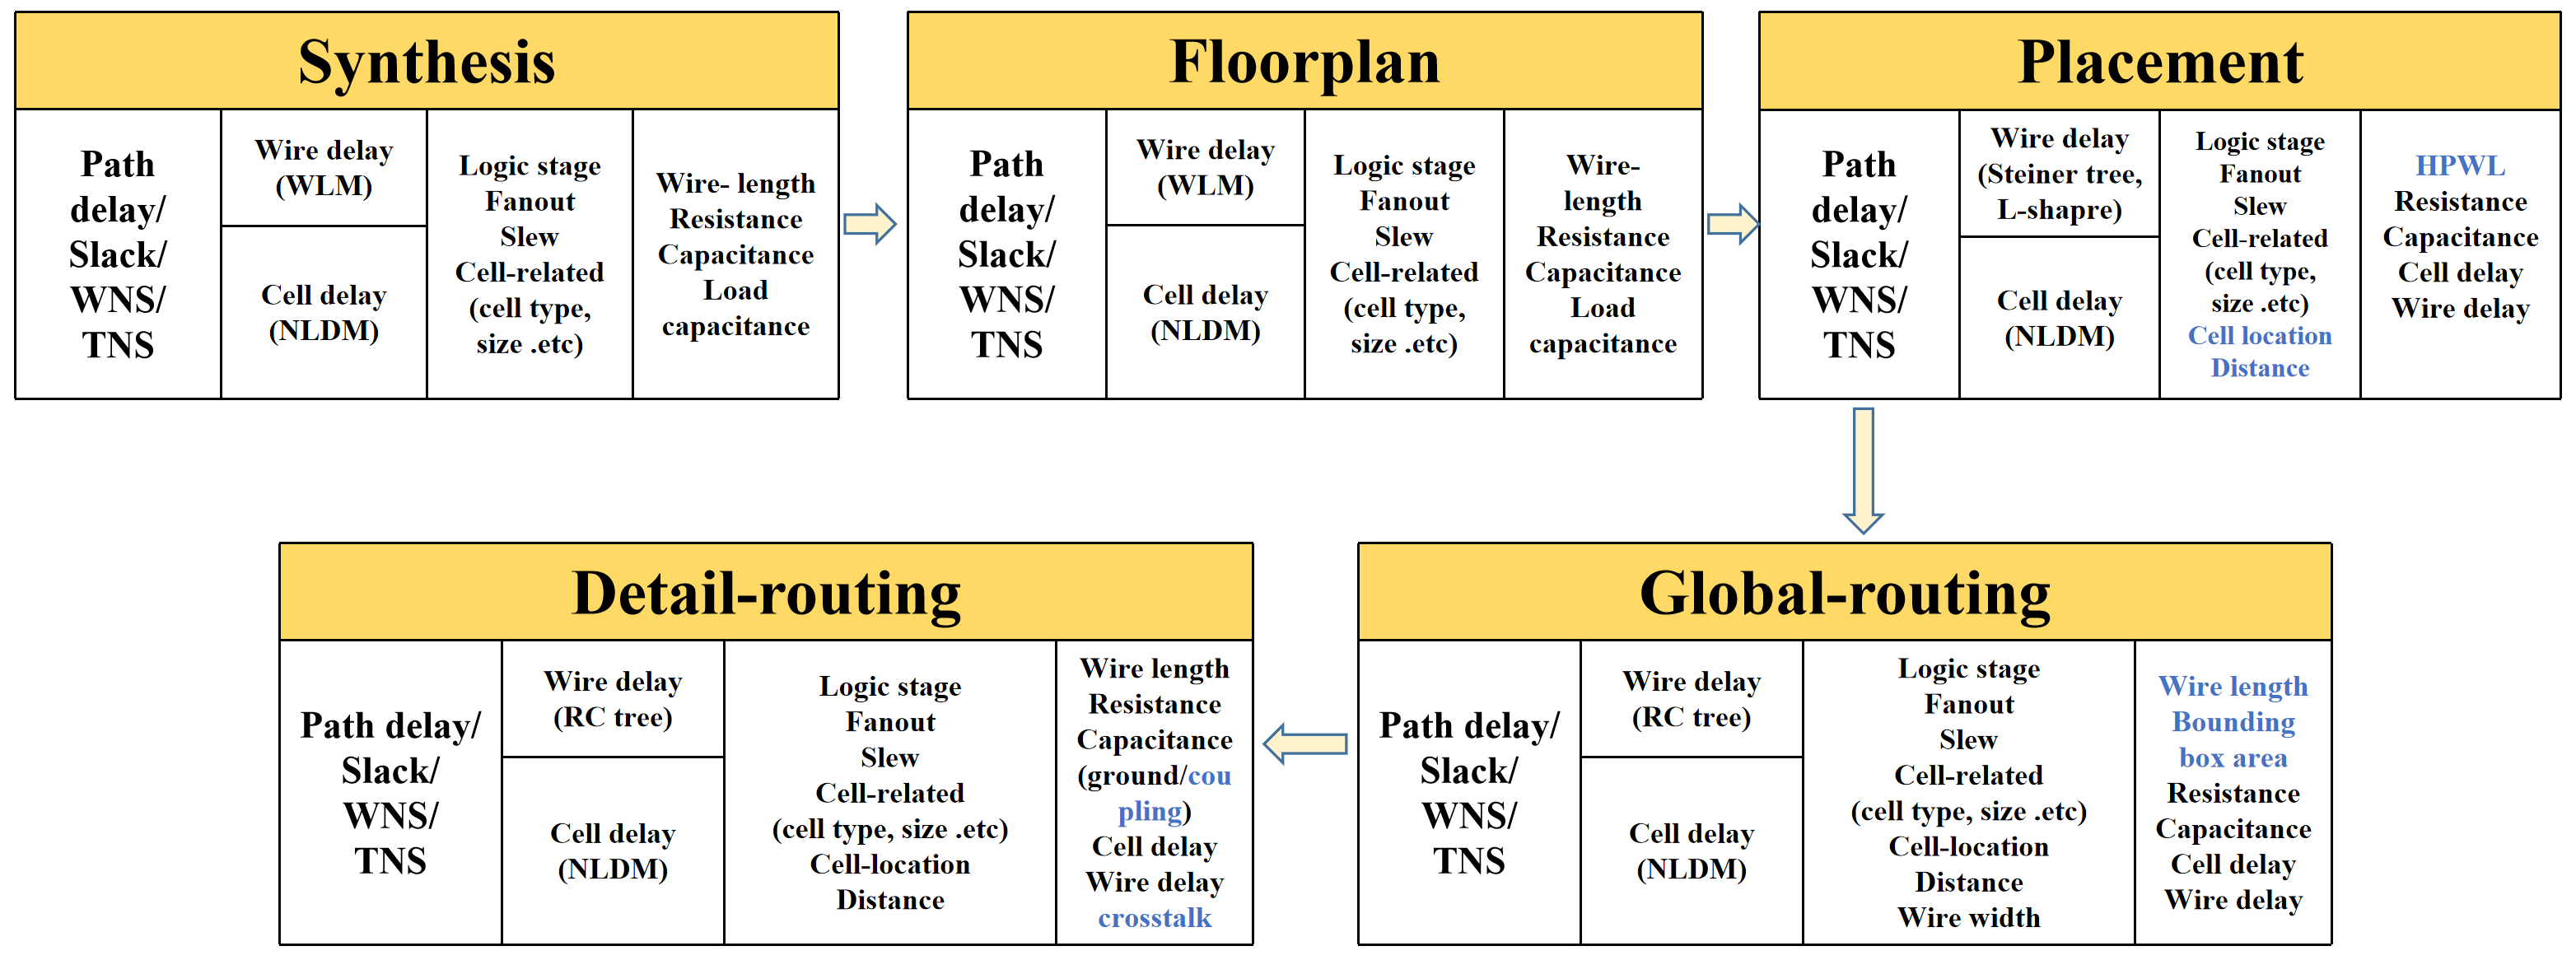 Synthesis
Path
delay/
Slack/
WNS/
TNS
Wire delay
(WLM)
Cell delay
(NLDM)
Logic stage
Fanout
Slew
Cell-related
(cell type,
size .etc)
Wire- length
Resistance
Capacitance
Load
capacitance
Floorplan
Path
delay/
Slack/
WNS/
TNS
Wire delay
(WLM)
Cell delay
(NLDM)
Logic stage
Fanout
Slew
Cell-related
(cell type,
size .etc)
Wire-
length
Resistance
Capacitance
Load
capacitance
Placement
Path
delay/
Slack/
WNS/
TNS
Wire delay
(Steiner tree,
L-shapre)
Cell delay
(NLDM)
Logic stage
Fanout
Slew
Cell-related
(cell type,
size .etc)
Cell location
Distance
HPWL
Resistance
Capacitance
Cell delay
Wire delay
Global-routing
Path delay/
Slack/
WNS/
TNS
Wire delay
(RC tree)
Cell delay
(NLDM)
Logic stage
Fanout
Slew
Cell-related
(cell type, size .etc)
Cell-location
Distance
Wire width
Wire length
Bounding
box area
Resistance
Capacitance
Cell delay
Wire delay
Detail-routing
Path delay/
Slack/
WNS/
TNS
Wire delay
(RC tree)
Cell delay
(NLDM)
Logic stage
Fanout
Slew
Cell-related
(cell type, size .etc)
Cell-location
Distance
Wire length
Resistance
Capacitance
(ground/cou
pling)
Cell delay
Wire delay
crosstalk